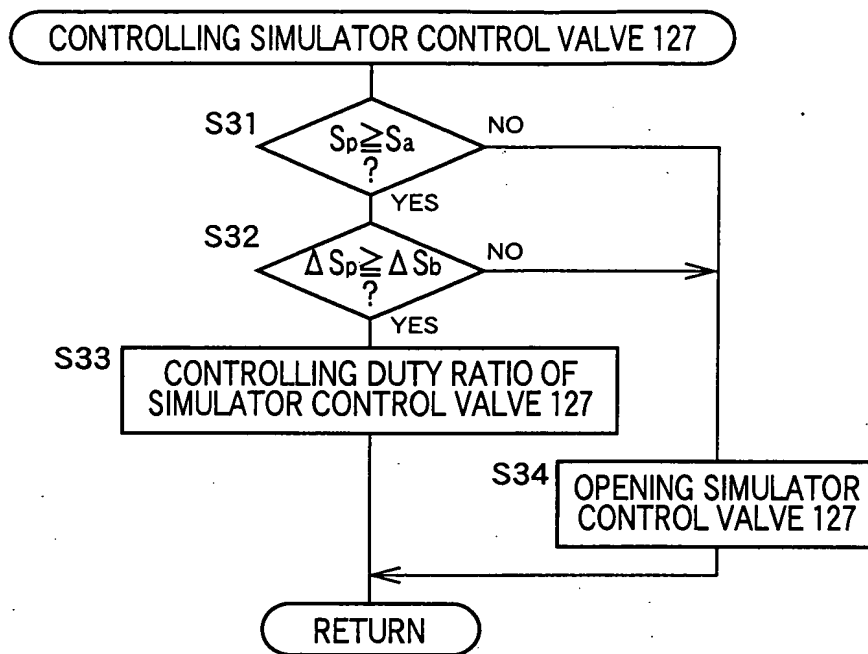 CONTROLLING SIMULATOR CONTROL VALVE 127
S31
Sp≧Sa
?
NO
YES
S32
ΔSp≧ΔSb
?
NO
YES
S33
CONTROLLING DUTY RATIO OF
SIMULATOR CONTROL VALVE 127
S34
OPENING SIMULATOR
CONTROL VALVE 127
RETURN